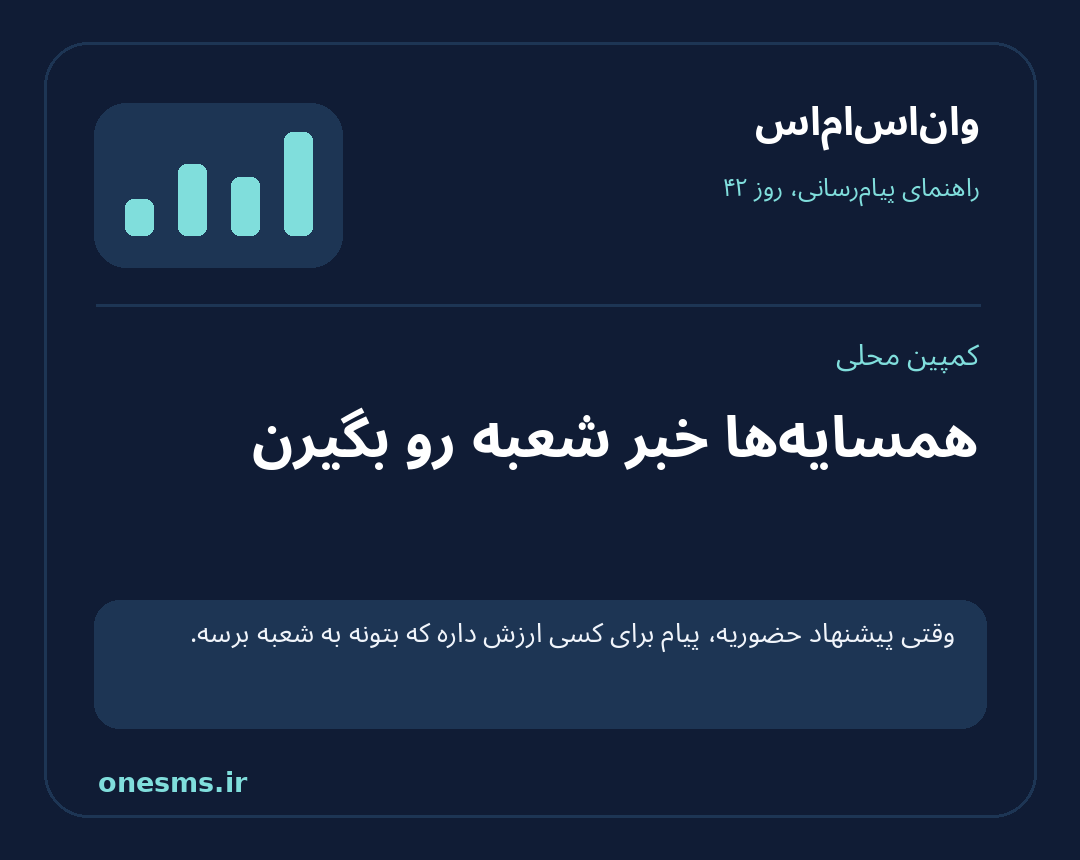 وان‌اس‌ام‌اس
راهنمای پیام‌رسانی، روز ۴۲
کمپین محلی
همسایه‌ها خبر شعبه رو بگیرن
وقتی پیشنهاد حضوریه، پیام برای کسی ارزش داره که بتونه به شعبه برسه.
onesms.ir